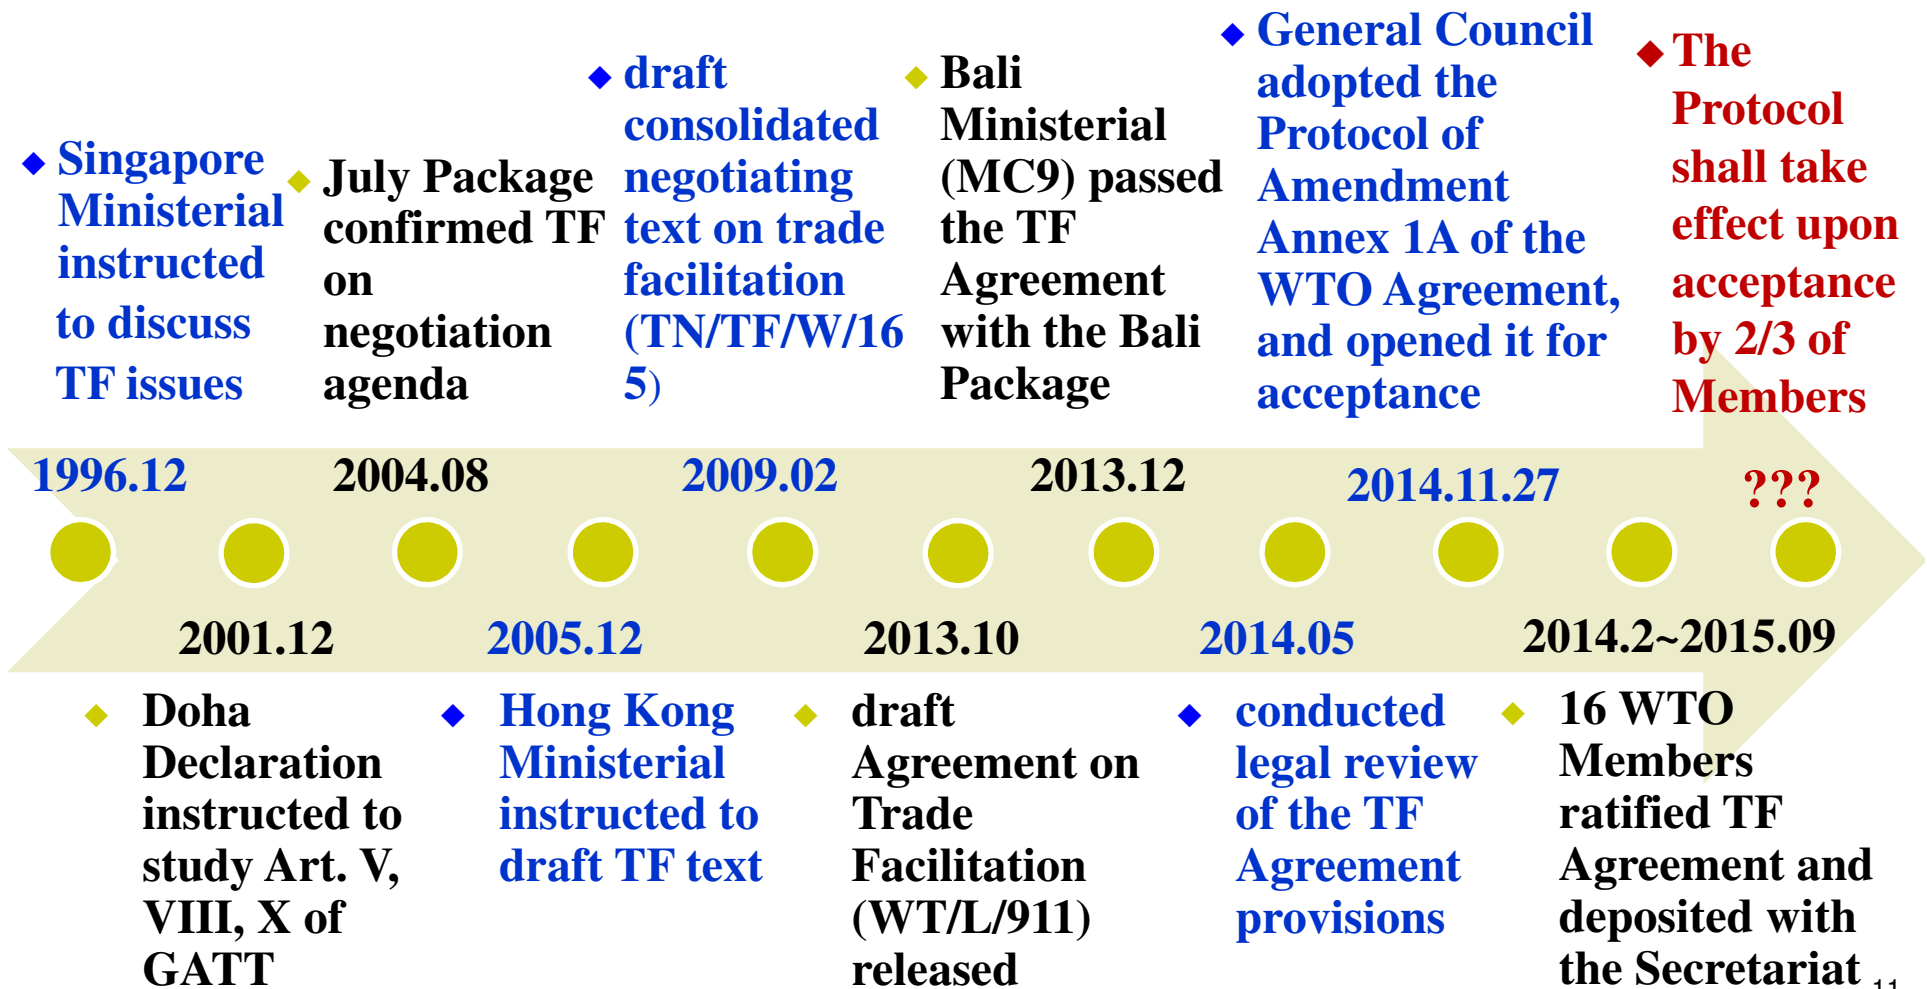 Singapore
Ministerial
instructed
to discuss
TF issues
July Package
confirmed TF
on
negotiation
agenda
draft
consolidated
negotiating
text on trade
facilitation
(TN/TF/W/16
5)
Bali
Ministerial
(MC9) passed
the TF
Agreement
with the Bali
Package
General Council
adopted the
Protocol of
Amendment
Annex 1A of the
WTO Agreement,
and opened it for
acceptance
The
Protocol
shall take
effect upon
acceptance
by 2/3 of
Members
1996.12
2004.08
2009.02
2013.12
2014.11.27
???
2001.12
2005.12
2013.10
2014.05
2014.2~2015.09
Doha
Declaration
instructed to
study Art. V,
VIII, X of
GATT
Hong Kong
Ministerial
instructed to
draft TF text
draft
Agreement on
Trade
Facilitation
(WT/L/911)
released
conducted
legal review
of the TF
Agreement
provisions
16 WTO
Members
ratified TF
Agreement and
deposited with
the Secretariat
11